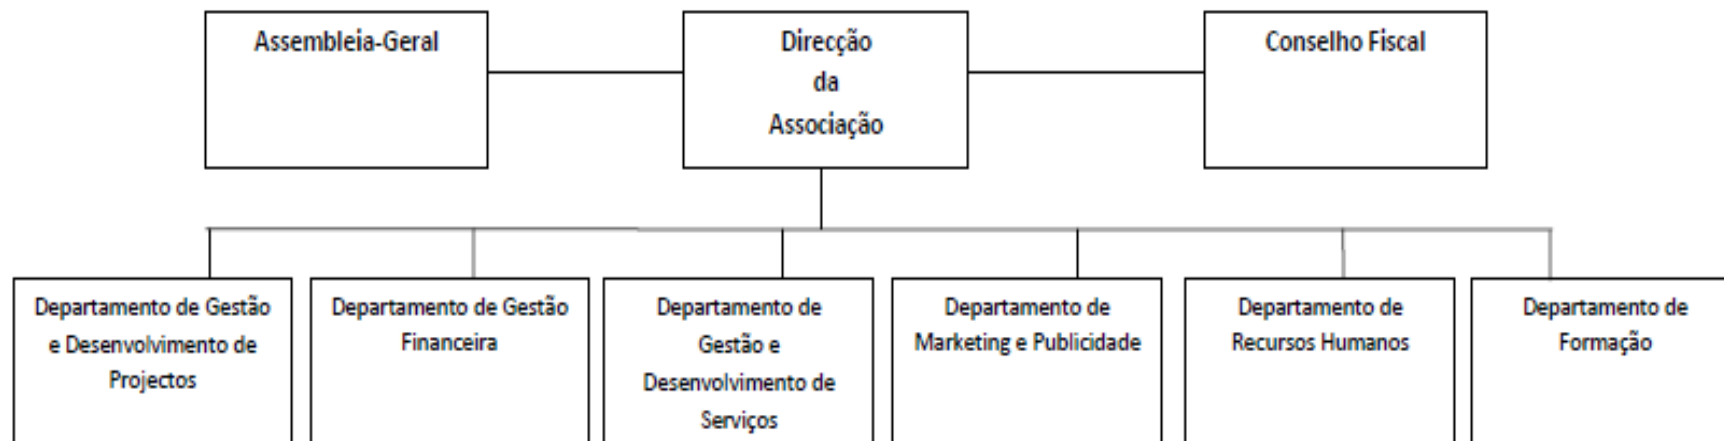 Assembleia-Geral
Direcção
da
Associação
Conselho Fiscal
Departamento de Gestão
e Desenvolvimento de
Projectos
Departamento de Gestão
Financeira
Departamento de
Gestão e
Desenvolvimento de
Serviços
Departamento de
Marketing e Publicidade
Departamento de
Recursos Humanos
Departamento de
Formação